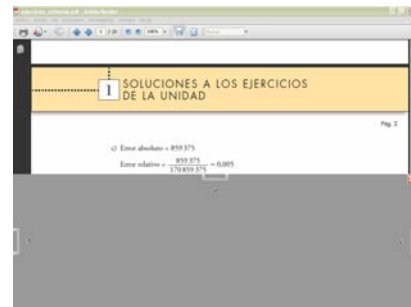 1 SOLUCIONES A LOS EJERCICIOS
DE LA UNIDAD
Pág. 2
c) Error absoluto = 859 375
Error relativo = 859 375 / 170 859 375 = 0,005